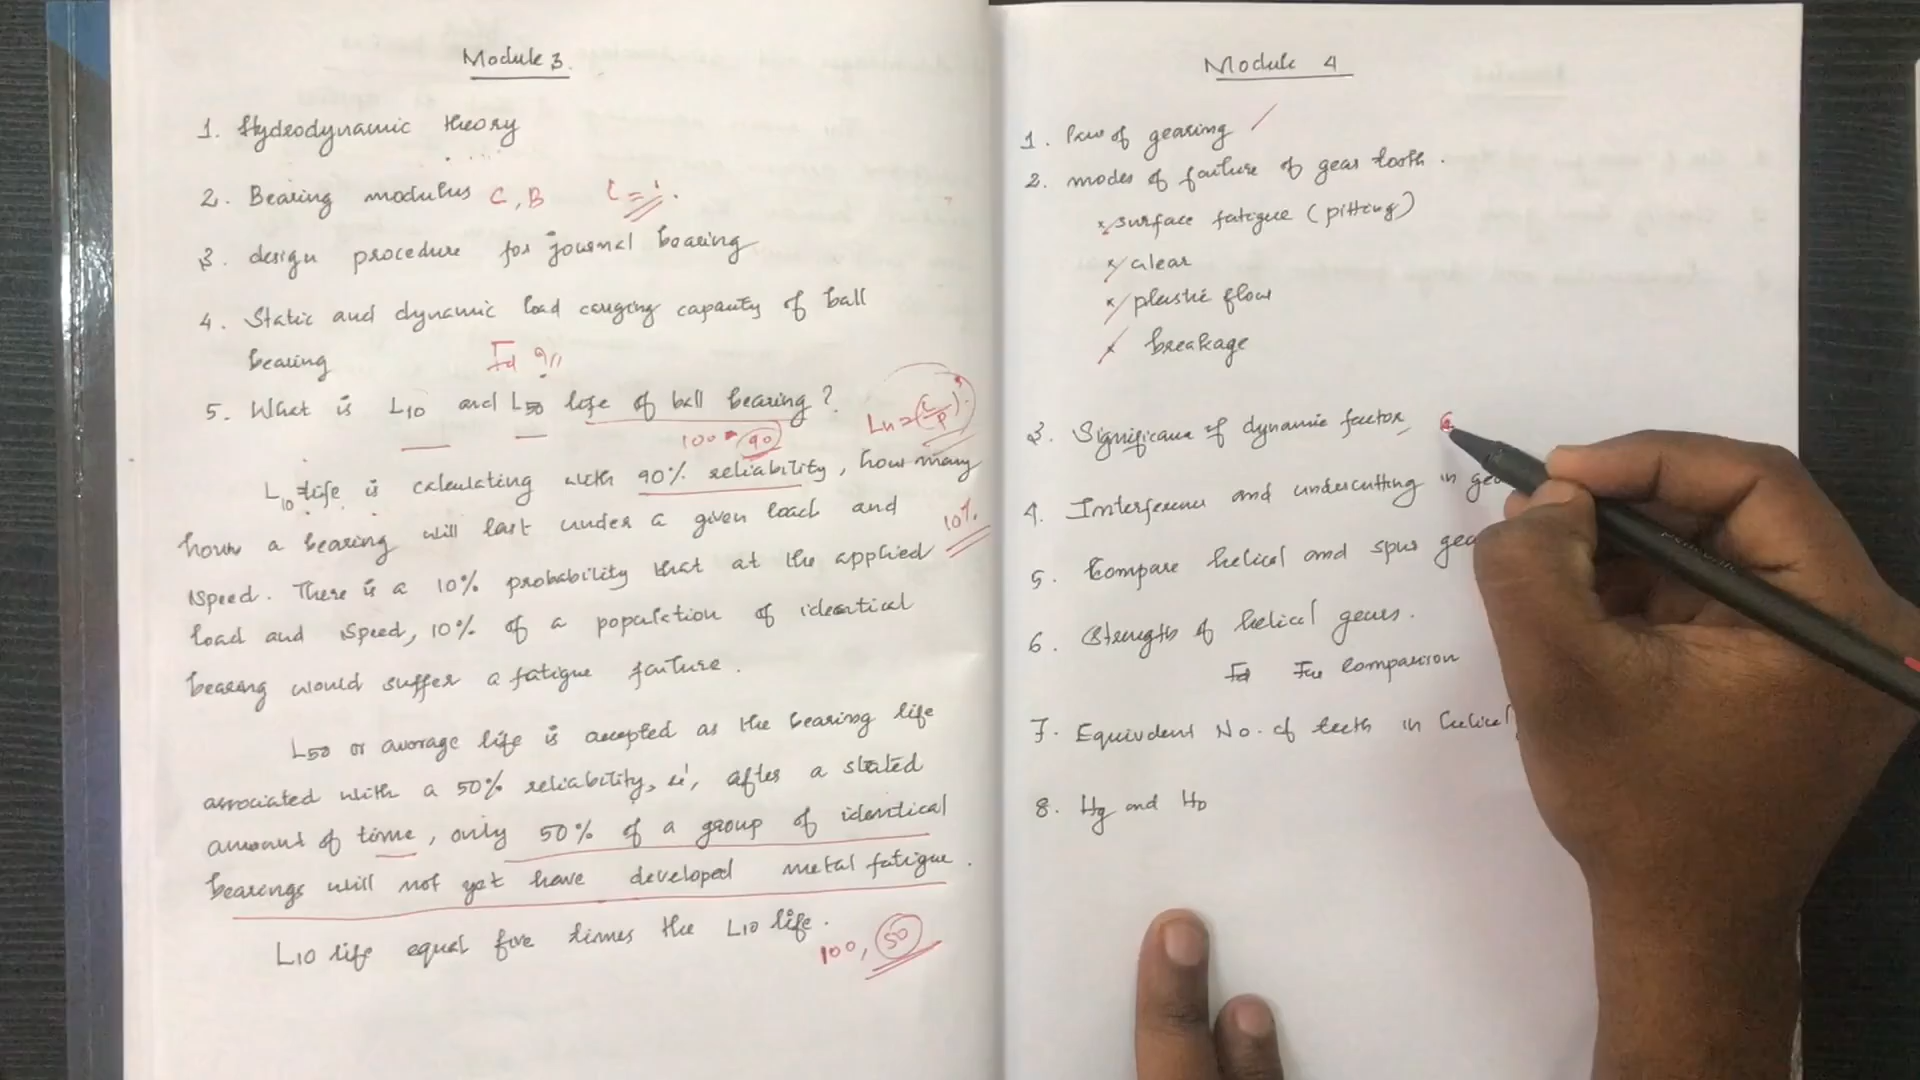 Module 3.
1. Hydrodynamic theory
2. Bearing modulus C, B
3. design procedure for journal bearing
4. Static and dynamic load carrying capacity of ball
bearing
5. What is L10 and L50 life of ball bearing?
100 90
Ln = (C/P)
L10 life is calculating with 90% reliability, how many
hours a bearing will last under a given load and
10%
speed. There is a 10% probability that at the applied
load and speed, 10% of a population of identical
bearing would suffer a fatigue failure.
L50 or average life is accepted as the bearing life
associated with a 50% reliability, ie', after a stated
amount of time, only 50% of a group of identical
bearings will not yet have developed metal fatigue.
L10 life equal five times the L10 life.
100, 50
Module 4
1. Law of gearing
2. modes of failure of gear tooth.
x surface fatigue (pitting)
x wear
x plastic flow
x breakage
3. Significance of dynamic factor
4. Interference and undercutting in
5. Compare helical and spur
6. Strength of helical gears.
Fd Fw Comparison
7. Equivalent No. of teeth in helical
8. Hg and